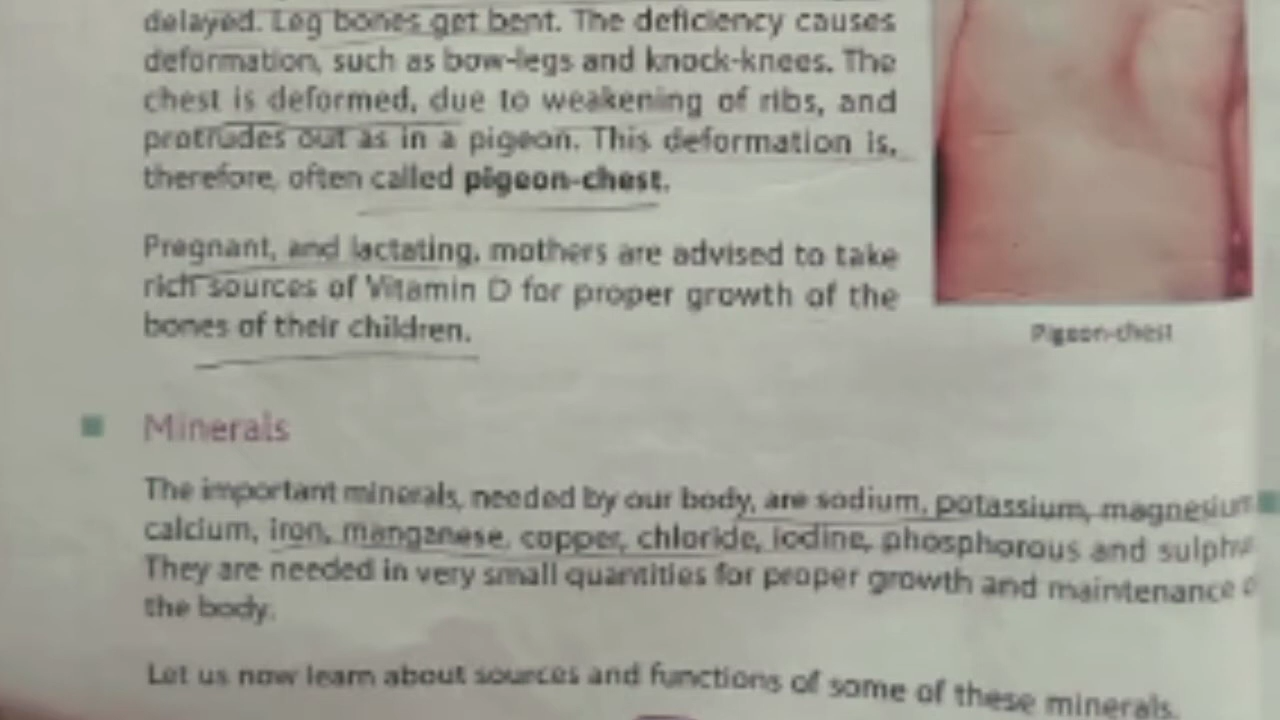 delayed. Leg bones get bent. The deficiency causes
deformation, such as bow-legs and knock-knees. The
chest is deformed, due to weakening of ribs, and
protrudes out as in a pigeon. This deformation is,
therefore, often called pigeon-chest.
Pregnant, and lactating, mothers are advised to take
rich sources of Vitamin D for proper growth of the
bones of their children.
Pigeon-chest
Minerals
The important minerals, needed by our body, are sodium, potassium, magnesium
calcium, iron, manganese, copper, chloride, iodine, phosphorous and sulphu
They are needed in very small quantities for proper growth and maintenance o
the body.
Let us now learn about sources and functions of some of these minerals.